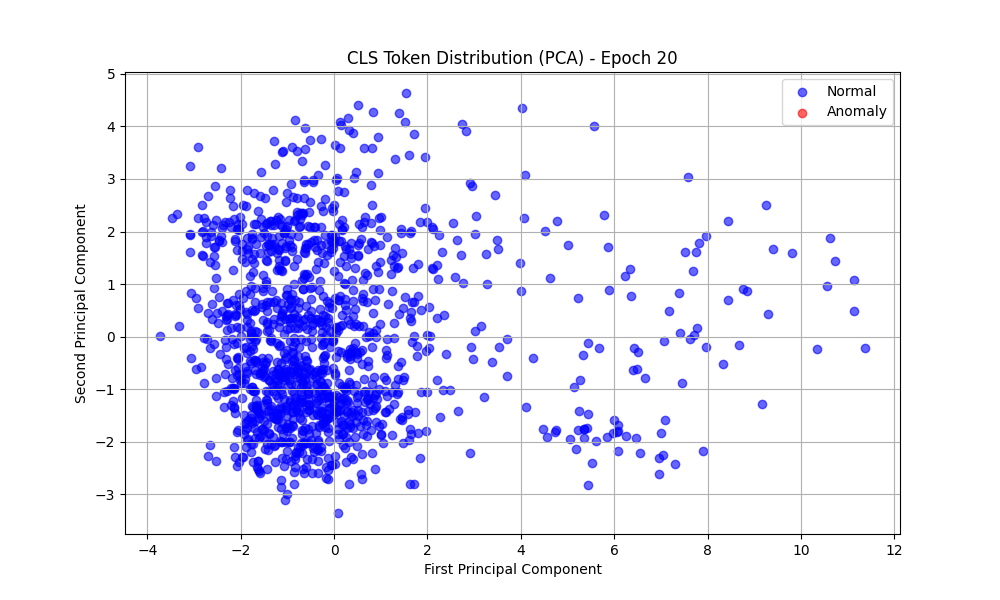 CLS Token Distribution (PCA) - Epoch 20
Normal
Anomaly
Second Principal Component
5
4
3
2
1
0
−1
−2
−3
−4 −2 0 2 4 6 8 10 12
First Principal Component